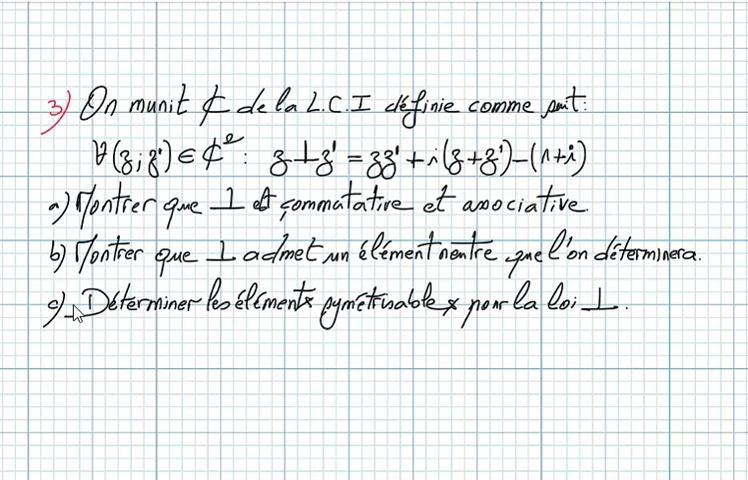 3) On munit ℂ de la L.C.I définie comme suit:
∀(z; z') ∈ ℂ²: z⊥z' = zz' + i(z+z') - (1+i)
a) Montrer que ⊥ est commutative et associative.
b) Montrer que ⊥ admet un élément neutre que l'on déterminera.
c) Déterminer les éléments symétrisables pour la loi ⊥.